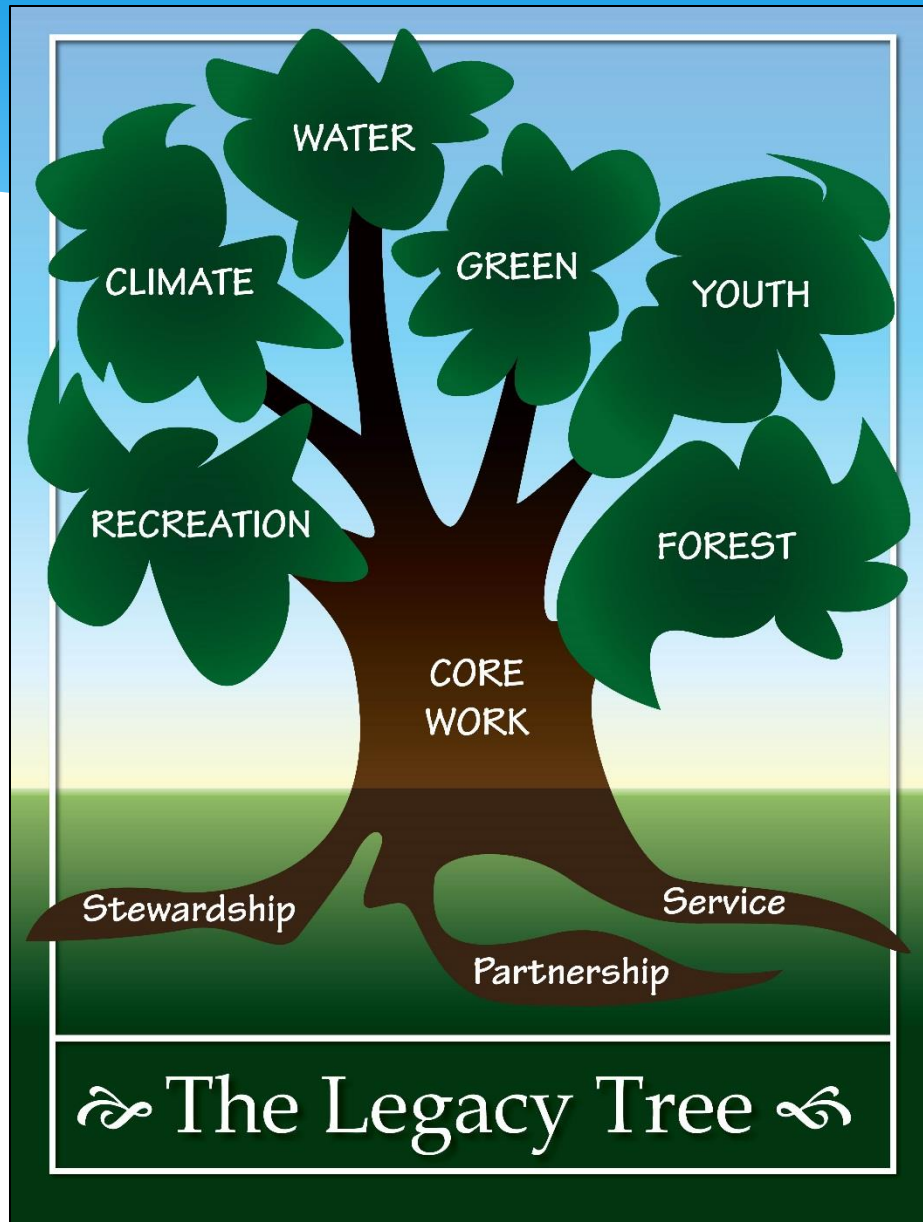 WATER
CLIMATE
GREEN
YOUTH
RECREATION
FOREST
CORE
WORK
Stewardship
Service
Partnership
The Legacy Tree